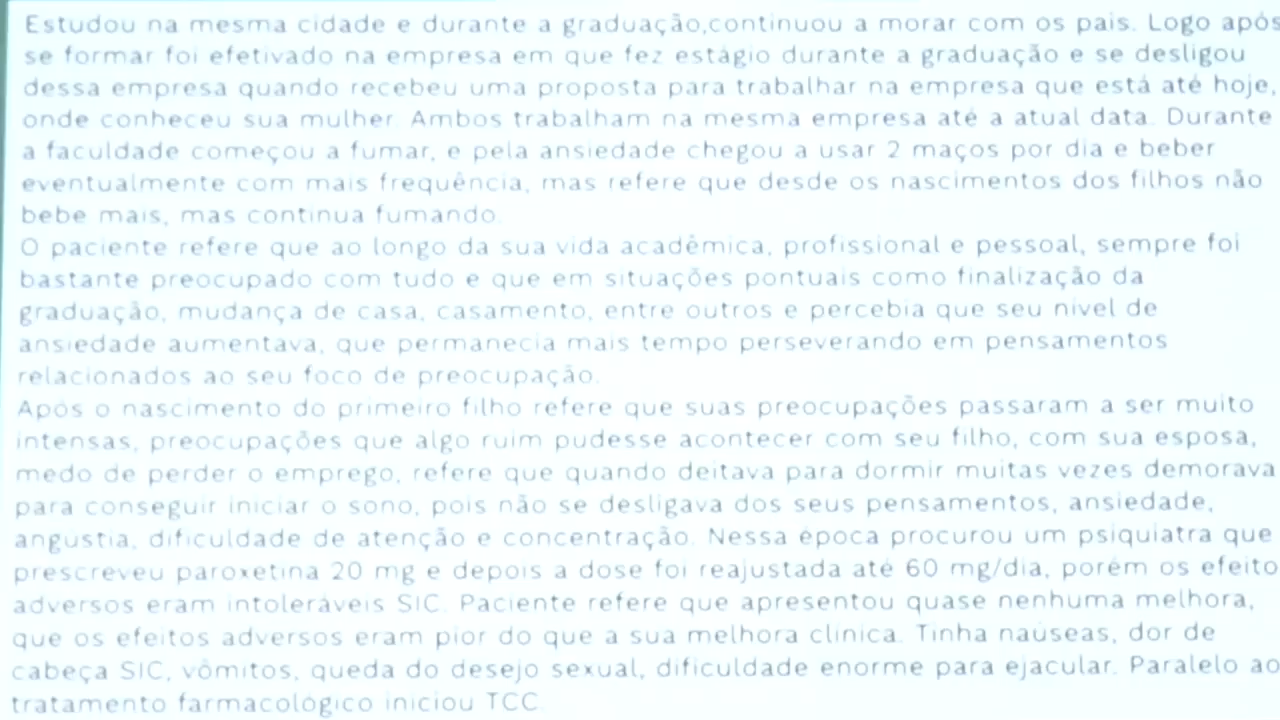 Estudou na mesma cidade e durante a graduação,continuou a morar com os pais. Logo após
se formar foi efetivado na empresa em que fez estágio durante a graduação e se desligou
dessa empresa quando recebeu uma proposta para trabalhar na empresa que está até hoje,
onde conheceu sua mulher. Ambos trabalham na mesma empresa até a atual data. Durante
a faculdade começou a fumar, e pela ansiedade chegou a usar 2 maços por dia e beber
eventualmente com mais frequência, mas refere que desde os nascimentos dos filhos não
bebe mais, mas continua fumando.
O paciente refere que ao longo da sua vida acadêmica, profissional e pessoal, sempre foi
bastante preocupado com tudo e que em situações pontuais como finalização da
graduação, mudança de casa, casamento, entre outros e percebia que seu nível de
ansiedade aumentava, que permanecia mais tempo perseverando em pensamentos
relacionados ao seu foco de preocupação.
Após o nascimento do primeiro filho refere que suas preocupações passaram a ser muito
intensas, preocupações que algo ruim pudesse acontecer com seu filho, com sua esposa,
medo de perder o emprego, refere que quando deitava para dormir muitas vezes demorava
para conseguir iniciar o sono, pois não se desligava dos seus pensamentos, ansiedade,
angústia, dificuldade de atenção e concentração. Nessa época procurou um psiquiatra que
prescreveu paroxetina 20 mg e depois a dose foi reajustada até 60 mg/dia, porém os efeito
adversos eram intoleráveis SIC. Paciente refere que apresentou quase nenhuma melhora,
que os efeitos adversos eram pior do que a sua melhora clínica. Tinha náuseas, dor de
cabeça SIC, vômitos, queda do desejo sexual, dificuldade enorme para ejacular. Paralelo ao
tratamento farmacológico iniciou TCC.